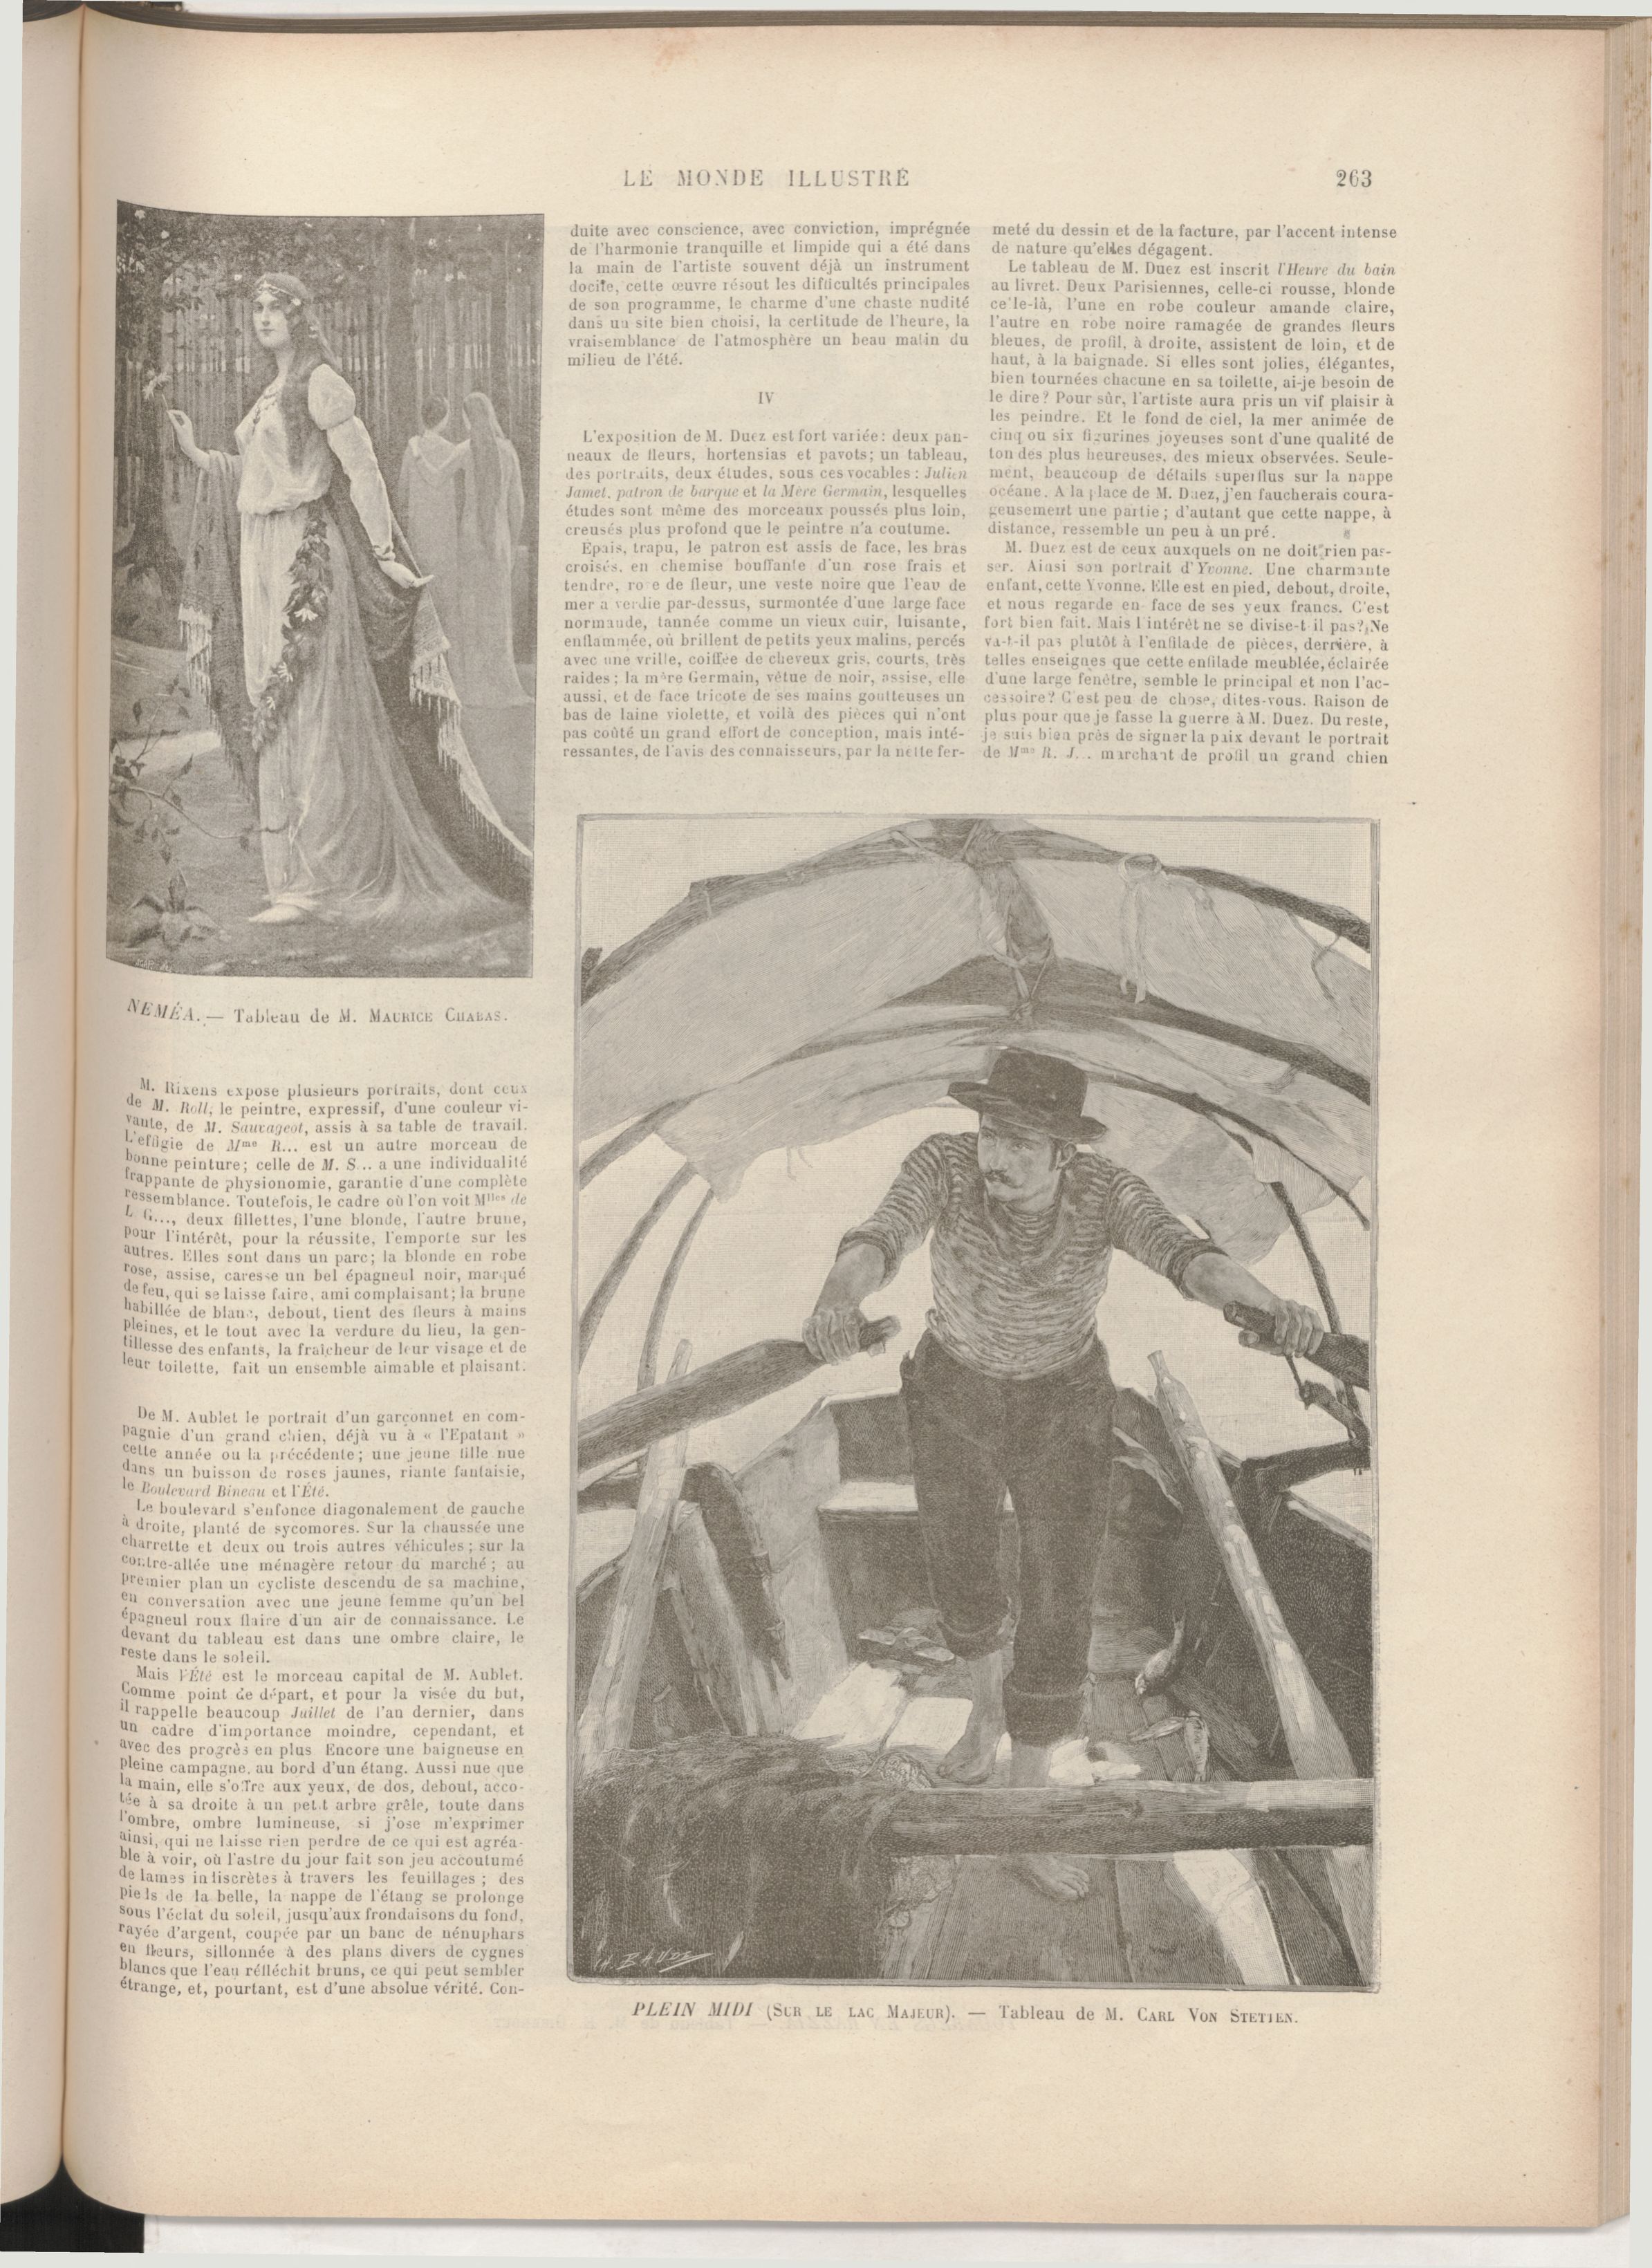 LE MONDE ILLUSTRÉ
263
NEMÉA. — Tableau de M. MAURICE CHABAS.
M. Rixens expose plusieurs portraits, dont ceux
de M. Roll, le peintre, expressif, d'une couleur vi-
vante, de M. Sauvageot, assis à sa table de travail.
L'effigie de Mme R... est un autre morceau de
bonne peinture; celle de M. S... a une individualité
frappante de physionomie, garantie d'une complète
ressemblance. Toutefois, le cadre où l'on voit Mlles de
L G..., deux fillettes, l'une blonde, l'autre brune,
pour l'intérêt, pour la réussite, l'emporte sur les
autres. Elles sont dans un parc; la blonde en robe
rose, assise, caresse un bel épagneul noir, marqué
de feu, qui se laisse faire, ami complaisant; la brune
habillée de blanc, debout, tient des fleurs à mains
pleines, et le tout avec la verdure du lieu, la gen-
tillesse des enfants, la fraîcheur de leur visage et de
leur toilette, fait un ensemble aimable et plaisant.
De M. Aublet le portrait d'un garçonnet en com-
pagnie d'un grand chien, déjà vu à « l'Epatant »
cette année ou la précédente; une jeune fille nue
dans un buisson de roses jaunes, riante fantaisie,
le Boulevard Bineau et l'Été.
Le boulevard s'enfonce diagonalement de gauche
à droite, planté de sycomores. Sur la chaussée une
charrette et deux ou trois autres véhicules; sur la
contre-allée une ménagère retour du marché; au
premier plan un cycliste descendu de sa machine,
en conversation avec une jeune femme qu'un bel
épagneul roux flaire d'un air de connaissance. Le
devant du tableau est dans une ombre claire, le
reste dans le soleil.
Mais l'Été est le morceau capital de M. Aublet.
Comme point de départ, et pour la visée du but,
il rappelle beaucoup Juillet de l'an dernier, dans
un cadre d'importance moindre, cependant, et
avec des progrès en plus Encore une baigneuse en
pleine campagne, au bord d'un étang. Aussi nue que
la main, elle s'offre aux yeux, de dos, debout, acco-
tée à sa droite à un petit arbre grêle, toute dans
l'ombre, ombre lumineuse, si j'ose m'exprimer
ainsi, qui ne laisse rien perdre de ce qui est agréa-
ble à voir, où l'astre du jour fait son jeu accoutumé
de lames indiscrètes à travers les feuillages; des
pieds de la belle, la nappe de l'étang se prolonge
sous l'éclat du soleil, jusqu'aux frondaisons du fond,
rayée d'argent, coupée par un banc de nénuphars
en fleurs, sillonnée à des plans divers de cygnes
blancs que l'eau réfléchit bruns, ce qui peut sembler
étrange, et, pourtant, est d'une absolue vérité. Con-
duite avec conscience, avec conviction, imprégnée
de l'harmonie tranquille et limpide qui a été dans
la main de l'artiste souvent déjà un instrument
docile, cette œuvre résout les difficultés principales
de son programme, le charme d'une chaste nudité
dans un site bien choisi, la certitude de l'heure, la
vraisemblance de l'atmosphère un beau matin du
milieu de l'été.
IV
L'exposition de M. Duez est fort variée: deux pan-
neaux de fleurs, hortensias et pavots; un tableau,
des portraits, deux études, sous ces vocables : Julien
Jamet, patron de barque et la Mère Germain, lesquelles
études sont même des morceaux poussés plus loin,
creusés plus profond que le peintre n'a coutume.
Epais, trapu, le patron est assis de face, les bras
croisés, en chemise bouffante d'un rose frais et
tendre, rose de fleur, une veste noire que l'eau de
mer a verdie par-dessus, surmontée d'une large face
normande, tannée comme un vieux cuir, luisante,
enflammée, où brillent de petits yeux malins, percés
avec une vrille, coiffée de cheveux gris, courts, très
raides; la mère Germain, vêtue de noir, assise, elle
aussi, et de face tricote de ses mains goutteuses un
bas de laine violette, et voilà des pièces qui n'ont
pas coûté un grand effort de conception, mais inté-
ressantes, de l'avis des connaisseurs, par la nette fer-
meté du dessin et de la facture, par l'accent intense
de nature qu'elles dégagent.
Le tableau de M. Duez est inscrit l'Heure du bain
au livret. Deux Parisiennes, celle-ci rousse, blonde
celle-là, l'une en robe couleur amande claire,
l'autre en robe noire ramagée de grandes fleurs
bleues, de profil, à droite, assistent de loin, et de
haut, à la baignade. Si elles sont jolies, élégantes,
bien tournées chacune en sa toilette, ai-je besoin de
le dire? Pour sûr, l'artiste aura pris un vif plaisir à
les peindre. Et le fond de ciel, la mer animée de
cinq ou six figurines joyeuses sont d'une qualité de
ton des plus heureuses, des mieux observées. Seule-
ment, beaucoup de détails superflus sur la nappe
océane. A la place de M. Duez, j'en faucherais coura-
geusement une partie; d'autant que cette nappe, à
distance, ressemble un peu à un pré.
M. Duez est de ceux auxquels on ne doit rien pas-
ser. Ainsi son portrait d'Yvonne. Une charmante
enfant, cette Yvonne. Elle est en pied, debout, droite,
et nous regarde en face de ses yeux francs. C'est
fort bien fait. Mais l'intérêt ne se divise-t-il pas? Ne
va-t-il pas plutôt à l'enfilade de pièces, derrière, à
telles enseignes que cette enfilade meublée, éclairée
d'une large fenêtre, semble le principal et non l'ac-
cessoire? C'est peu de chose, dites-vous. Raison de
plus pour que je fasse la guerre à M. Duez. Du reste,
je suis bien près de signer la paix devant le portrait
de Mme R. J... marchant de profil un grand chien
BAUDE
PLEIN MIDI (SUR LE LAC MAJEUR). — Tableau de M. CARL VON STETTEN.